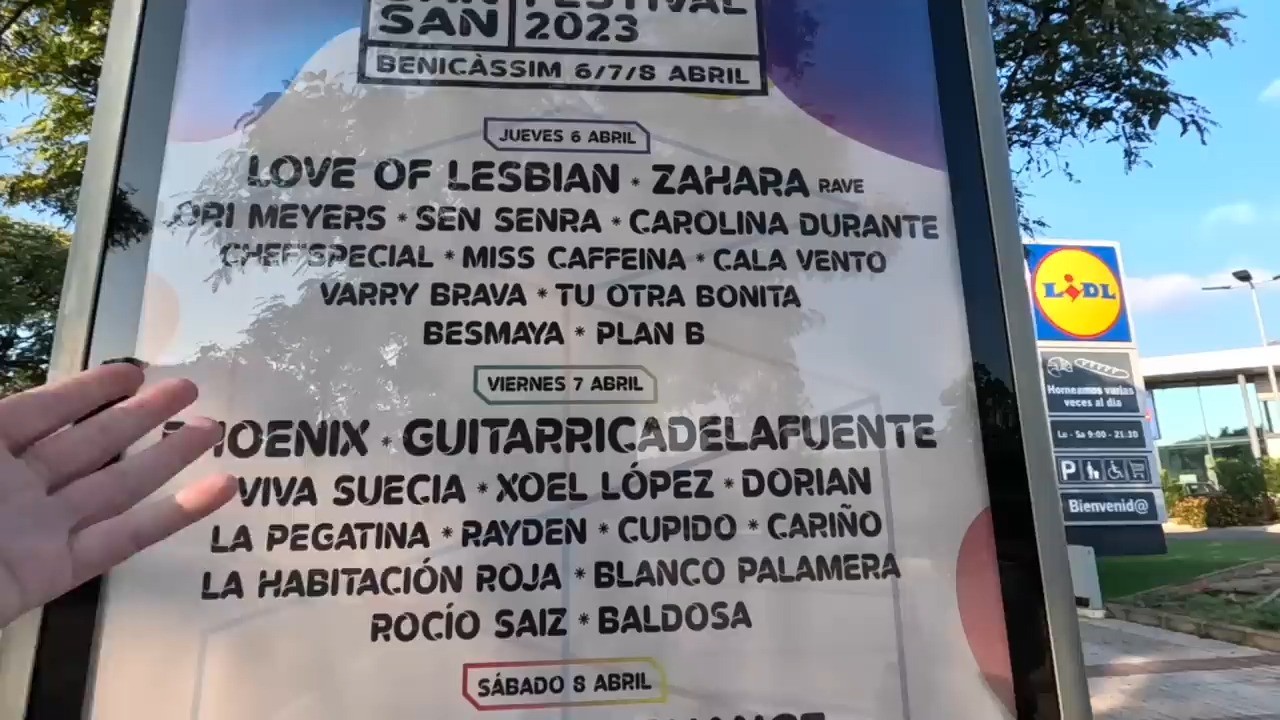 SAN FESTIVAL
SAN 2023
BENICÀSSIM 6/7/8 ABRIL
JUEVES 6 ABRIL
LOVE OF LESBIAN * ZAHARA RAVE
DRI MEYERS * SEN SENRA * CAROLINA DURANTE
CHEF'SPECIAL * MISS CAFFEINA * CALA VENTO
VARRY BRAVA * TU OTRA BONITA
BESMAYA * PLAN B
VIERNES 7 ABRIL
PHOENIX * GUITARRICADELAFUENTE
VIVA SUECIA * XOEL LÓPEZ * DORIAN
LA PEGATINA * RAYDEN * CUPIDO * CARIÑO
LA HABITACIÓN ROJA * BLANCO PALAMERA
ROCÍO SAIZ * BALDOSA
SÁBADO 8 ABRIL
LIDL
Horneamos varias
veces al día
Lu - Sa 9:00 - 21:30
P
Bienvenid@